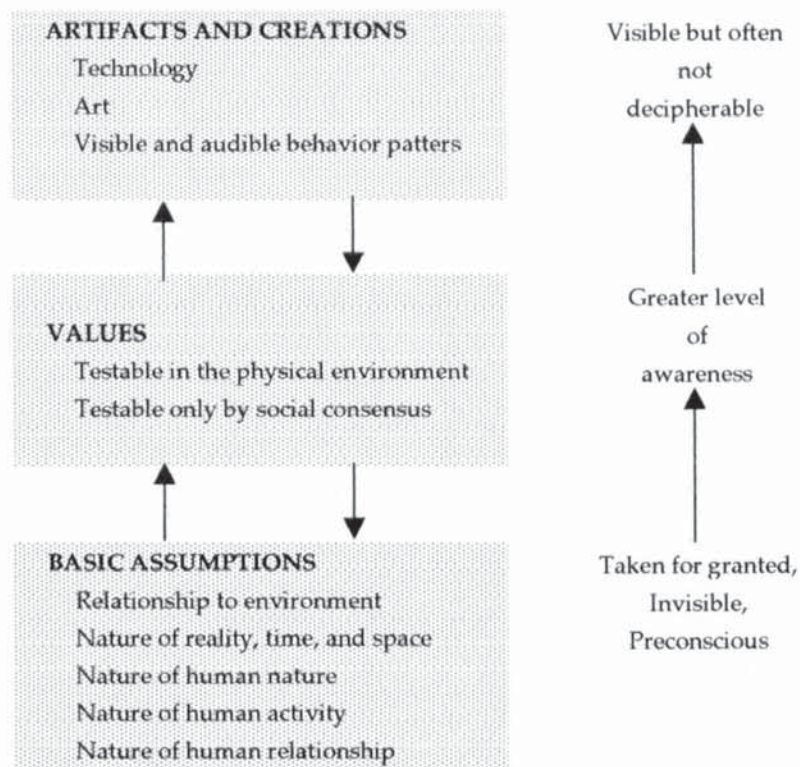 ARTIFACTS AND CREATIONS
Technology
Art
Visible and audible behavior patters
Visible but often
not
decipherable
VALUES
Testable in the physical environment
Testable only by social consensus
Greater level
of
awareness
BASIC ASSUMPTIONS
Relationship to environment
Nature of reality, time, and space
Nature of human nature
Nature of human activity
Nature of human relationship
Taken for granted,
Invisible,
Preconscious